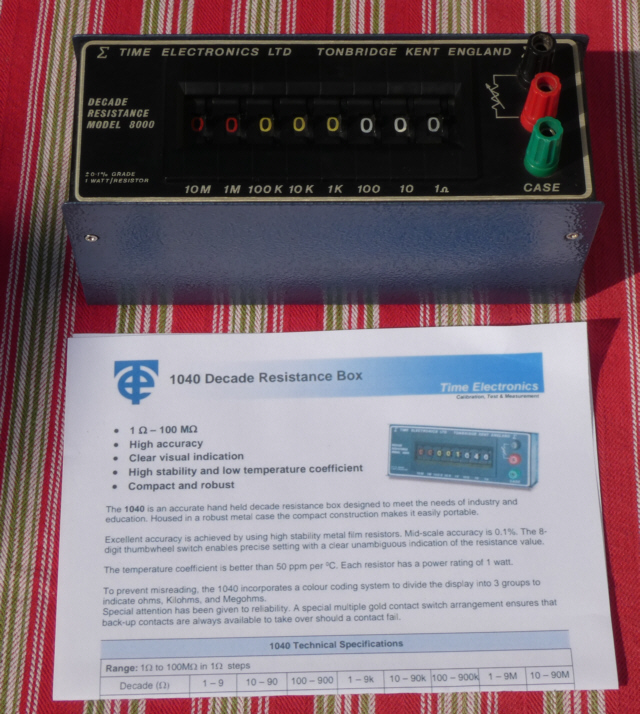 Σ TIME ELECTRONICS LTD TONBRIDGE KENT ENGLAND
DECADE
RESISTANCE
MODEL 8000
0 0 0 0 0 0 0 0
±0·1% GRADE
1 WATT/RESISTOR
10M 1M 100K 10K 1K 100 10 1Ω
CASE
1040 Decade Resistance Box
Time Electronics
Calibration, Test & Measurement
• 1 Ω – 100 MΩ
• High accuracy
• Clear visual indication
• High stability and low temperature coefficient
• Compact and robust
The 1040 is an accurate hand held decade resistance box designed to meet the needs of industry and
education. Housed in a robust metal case the compact construction makes it easily portable.
Excellent accuracy is achieved by using high stability metal film resistors. Mid-scale accuracy is 0.1%. The 8-
digit thumbwheel switch enables precise setting with a clear unambiguous indication of the resistance value.
The temperature coefficient is better than 50 ppm per ºC. Each resistor has a power rating of 1 watt.
To prevent misreading, the 1040 incorporates a colour coding system to divide the display into 3 groups to
indicate ohms, Kilohms, and Megohms.
Special attention has been given to reliability. A special multiple gold contact switch arrangement ensures that
back-up contacts are always available to take over should a contact fail.
1040 Technical Specifications
Range: 1Ω to 100MΩ in 1Ω steps
Decade (Ω) 1 – 9 10 – 90 100 – 900 1 – 9k 10 – 90k 100 – 900k 1 – 9M 10 – 90M